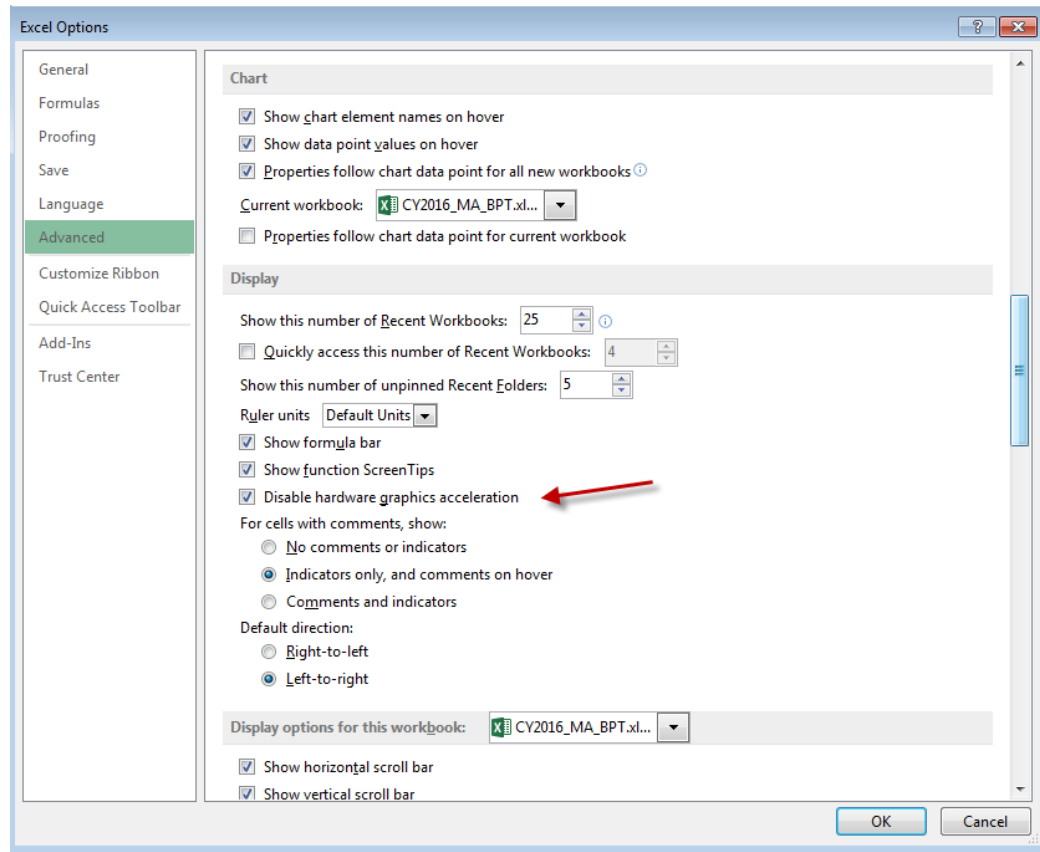 Excel Options
?
General
Formulas
Proofing
Save
Language
Advanced
Customize Ribbon
Quick Access Toolbar
Add-Ins
Trust Center
Chart
Show chart element names on hover
Show data point values on hover
Properties follow chart data point for all new workbooks
Current workbook: CY2016_MA_BPT.xl...
Properties follow chart data point for current workbook
Display
Show this number of Recent Workbooks: 25
Quickly access this number of Recent Workbooks: 4
Show this number of unpinned Recent Folders: 5
Ruler units Default Units
Show formula bar
Show function ScreenTips
Disable hardware graphics acceleration
For cells with comments, show:
No comments or indicators
Indicators only, and comments on hover
Comments and indicators
Default direction:
Right-to-left
Left-to-right
Display options for this workbook: CY2016_MA_BPT.xl...
Show horizontal scroll bar
Show vertical scroll bar
OK Cancel